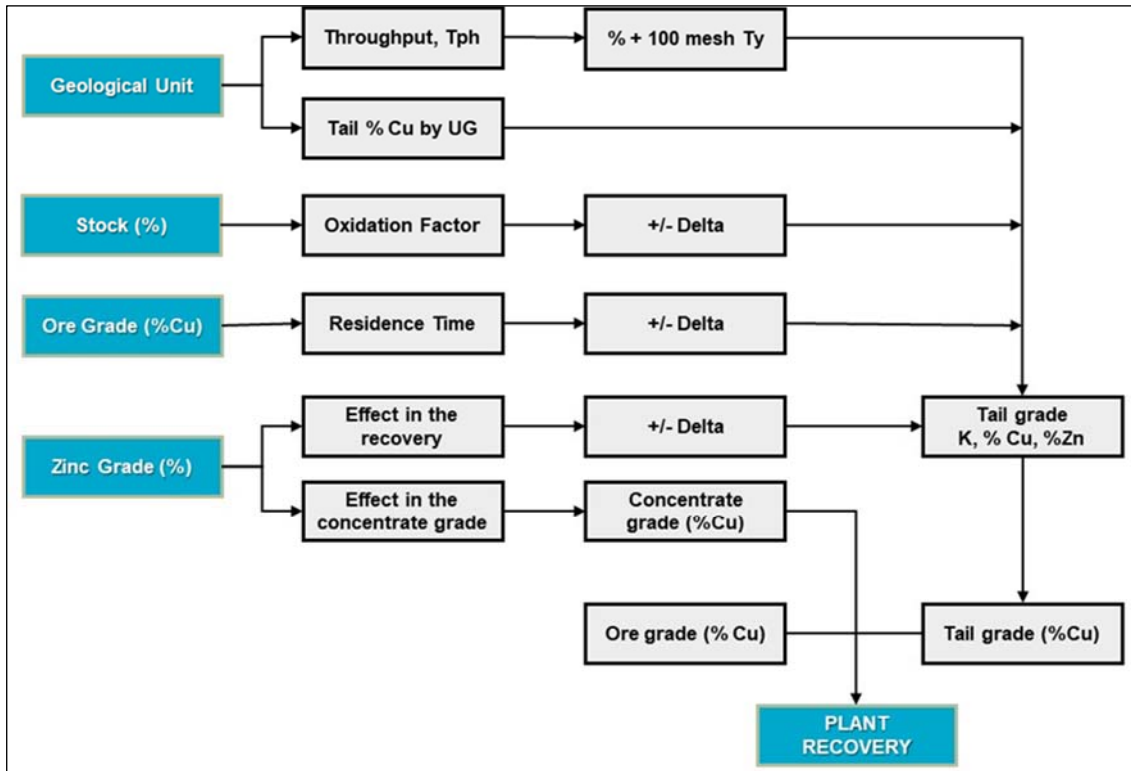 Throughput, Tph
% + 100 mesh Ty
Geological Unit
Tail % Cu by UG
Stock (%)
Oxidation Factor
+/- Delta
Ore Grade (%Cu)
Residence Time
+/- Delta
Zinc Grade (%)
Effect in the
recovery
+/- Delta
Tail grade
K, % Cu, %Zn
Effect in the
concentrate grade
Concentrate
grade (%Cu)
Ore grade (% Cu)
Tail grade (%Cu)
PLANT
RECOVERY